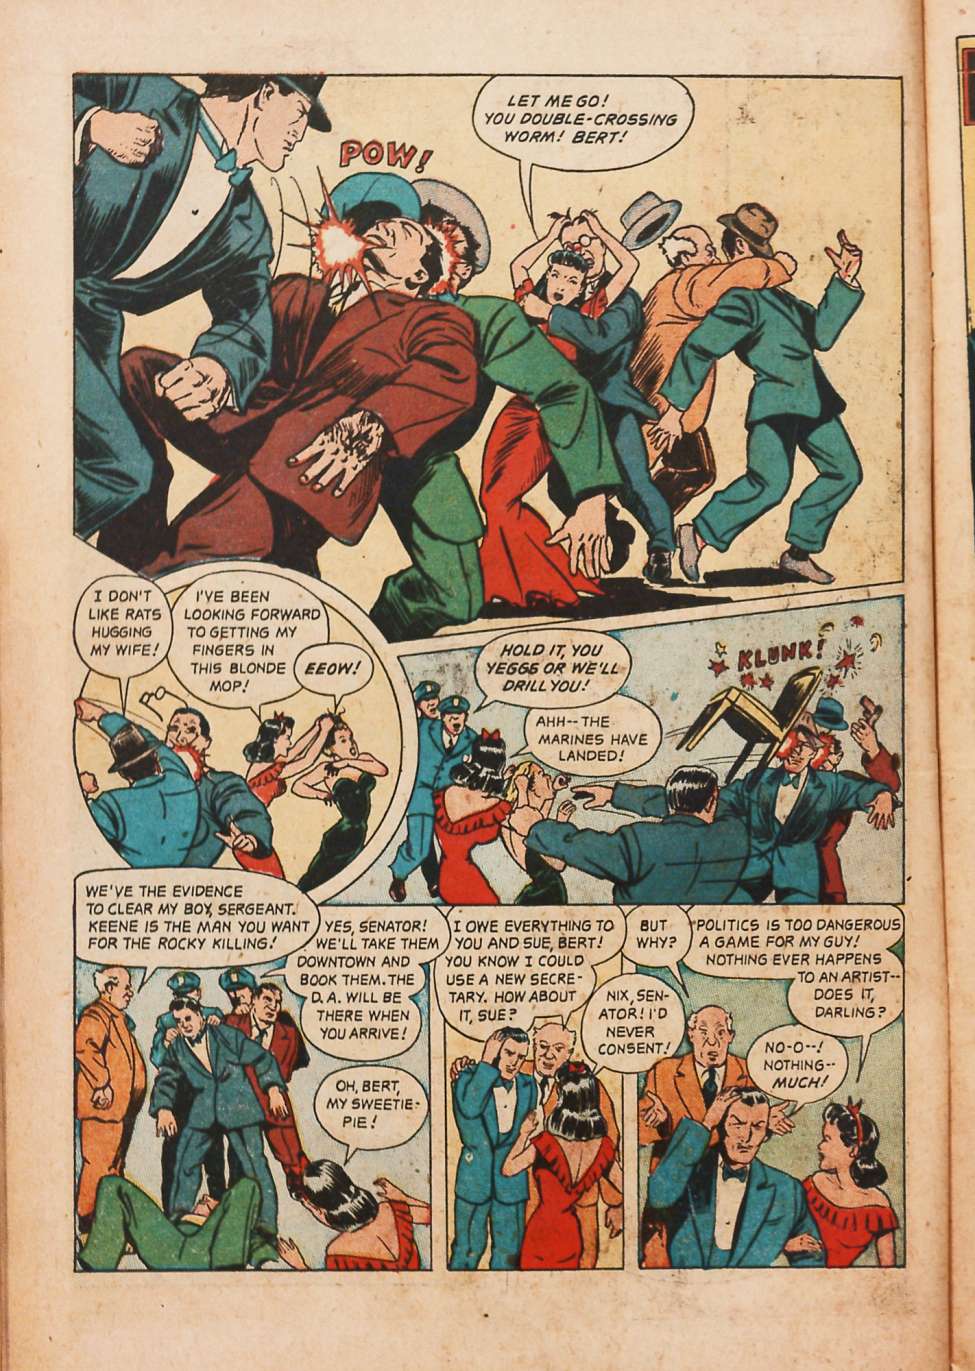 LET ME GO!
YOU DOUBLE-CROSSING
WORM! BERT!
POW!
I DON'T
LIKE RATS
HUGGING
MY WIFE!
I'VE BEEN
LOOKING FORWARD
TO GETTING MY
FINGERS IN
THIS BLONDE
MOP!
EEOW!
HOLD IT, YOU
YEGGS OR WE'LL
DRILL YOU!
AHH--THE
MARINES HAVE
LANDED!
KLUNK!
WE'VE THE EVIDENCE
TO CLEAR MY BOY, SERGEANT.
KEENE IS THE MAN YOU WANT
FOR THE ROCKY KILLING!
YES, SENATOR!
WE'LL TAKE THEM
DOWNTOWN AND
BOOK THEM. THE
D.A. WILL BE
THERE WHEN
YOU ARRIVE!
OH, BERT,
MY SWEETIE-
PIE!
I OWE EVERYTHING TO
YOU AND SUE, BERT!
YOU KNOW I COULD
USE A NEW SECRE-
TARY. HOW ABOUT
IT, SUE?
NIX, SEN-
ATOR! I'D
NEVER
CONSENT!
BUT
WHY?
POLITICS IS TOO DANGEROUS
A GAME FOR MY GUY!
NOTHING EVER HAPPENS
TO AN ARTIST--
DOES IT,
DARLING?
NO-O--!
NOTHING--
MUCH!